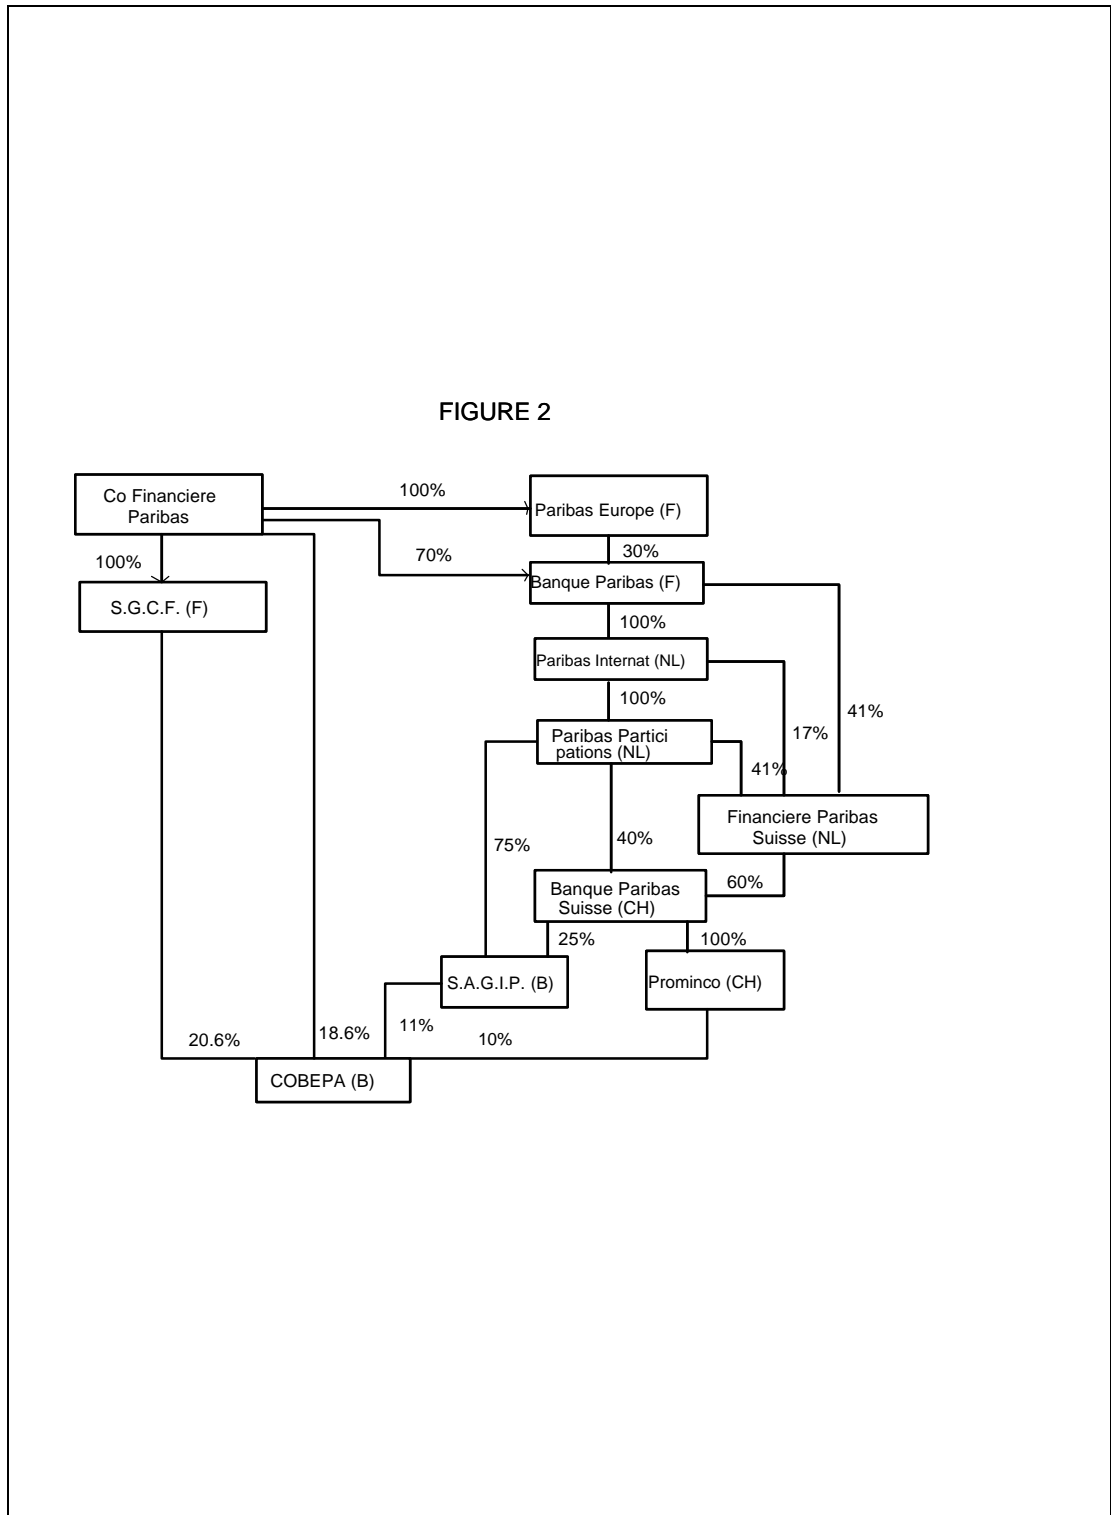 FIGURE 2
Co Financiere
Paribas
100%
Paribas Europe (F)
100%
70%
30%
Banque Paribas (F)
S.G.C.F. (F)
100%
Paribas Internat (NL)
100%
41%
17%
Paribas Partici
pations (NL)
41%
Financiere Paribas
Suisse (NL)
75%
40%
60%
Banque Paribas
Suisse (CH)
25%
100%
S.A.G.I.P. (B)
Prominco (CH)
20.6%
18.6%
11%
10%
COBEPA (B)